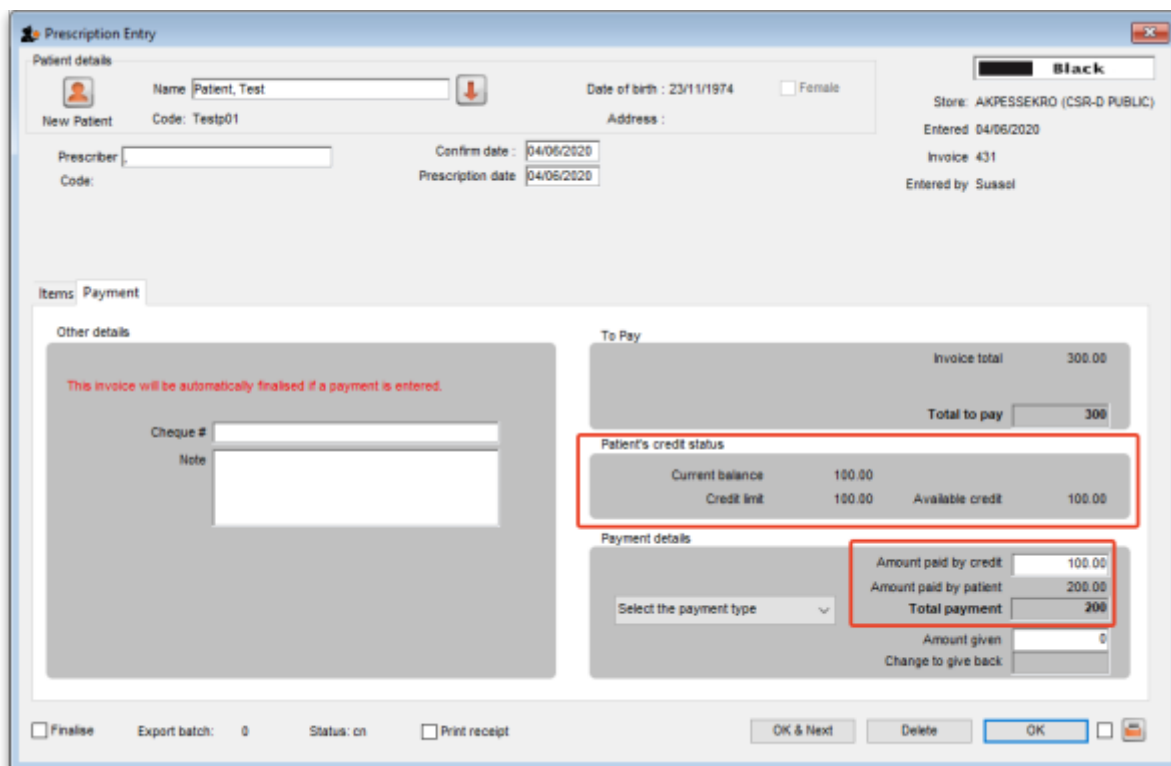 Prescription Entry
Patient details
Name Patient, Test
Date of birth : 23/11/1974
Female
Black
New Patient
Code: Testp01
Address :
Store: AKPESSEKRO (CSR-D PUBLIC)
Entered 04/06/2020
Prescriber ,
Confirm date : 04/06/2020
Invoice 431
Code:
Prescription date 04/06/2020
Entered by Sussol
Items Payment
Other details
This invoice will be automatically finalised if a payment is entered.
Cheque #
Note
To Pay
Invoice total 300.00
Total to pay 300
Patient's credit status
Current balance 100.00
Credit limit 100.00 Available credit 100.00
Payment details
Amount paid by credit 100.00
Amount paid by patient 200.00
Select the payment type
Total payment 200
Amount given 0
Change to give back
Finalise Export batch: 0 Status: cn Print receipt OK & Next Delete OK